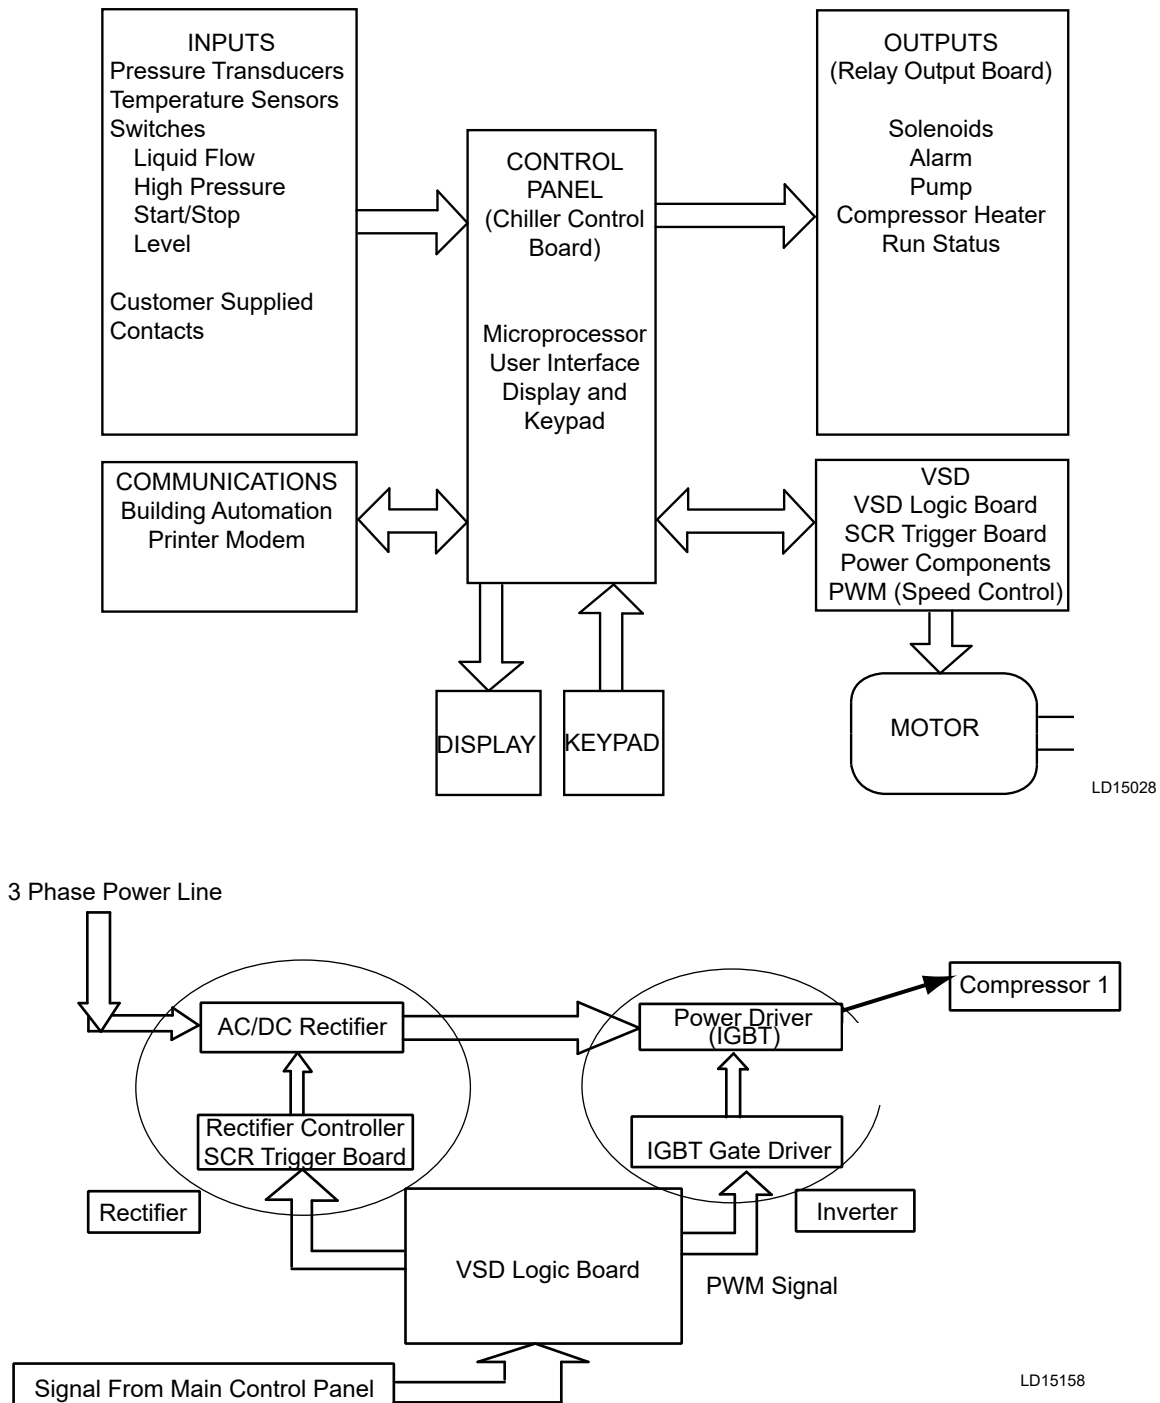 INPUTS
Pressure Transducers
Temperature Sensors
Switches
Liquid Flow
High Pressure
Start/Stop
Level
Customer Supplied
Contacts
CONTROL
PANEL
(Chiller Control
Board)
Microprocessor
User Interface
Display and
Keypad
OUTPUTS
(Relay Output Board)
Solenoids
Alarm
Pump
Compressor Heater
Run Status
COMMUNICATIONS
Building Automation
Printer Modem
VSD
VSD Logic Board
SCR Trigger Board
Power Components
PWM (Speed Control)
DISPLAY
KEYPAD
MOTOR
LD15028
3 Phase Power Line
AC/DC Rectifier
Power Driver
(IGBT)
Compressor 1
Rectifier Controller
SCR Trigger Board
IGBT Gate Driver
Rectifier
Inverter
VSD Logic Board
PWM Signal
Signal From Main Control Panel
LD15158